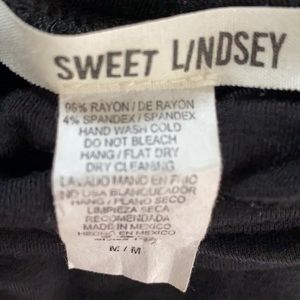 SWEET LINDSEY
96% RAYON / DE RAYON
4% SPANDEX / SPANDEX
HAND WASH COLD
DO NOT BLEACH
HANG / FLAT DRY
DRY CLEANING
LAVADO MANO EN FRIO
NO USA BLANQUEADOR
HANG / PLANO SECO
LIMPIEZA SECA
RECOMENDADA
MADE IN MEXICO
HECHO EN MEXICO
M / M